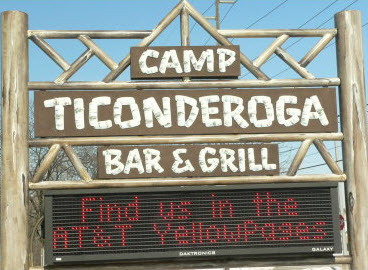 CAMP
TICONDEROGA
BAR & GRILL
Find us in the
AT&T YellowPages
DAKTRONICS GALAXY